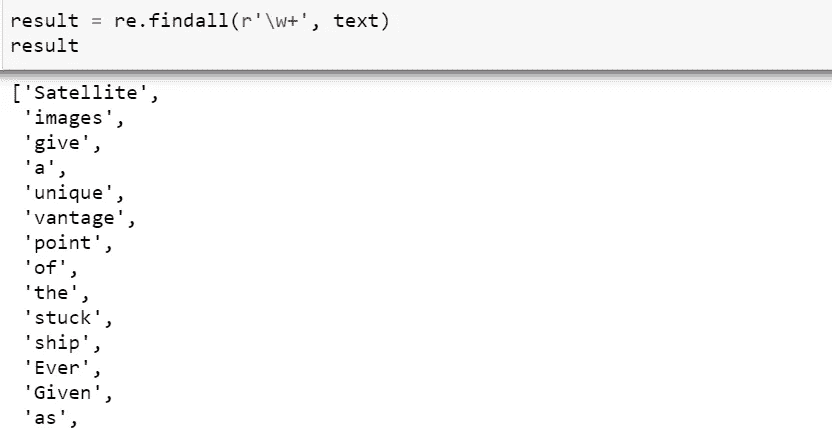 result = re.findall(r'\w+', text)
result
['Satellite',
'images',
'give',
'a',
'unique',
'vantage',
'point',
'of',
'the',
'stuck',
'ship',
'Ever',
'Given',
'as',